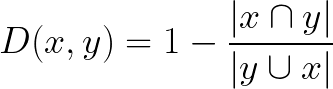 D(x, y) = 1 − |x ∩ y| / |y ∪ x|